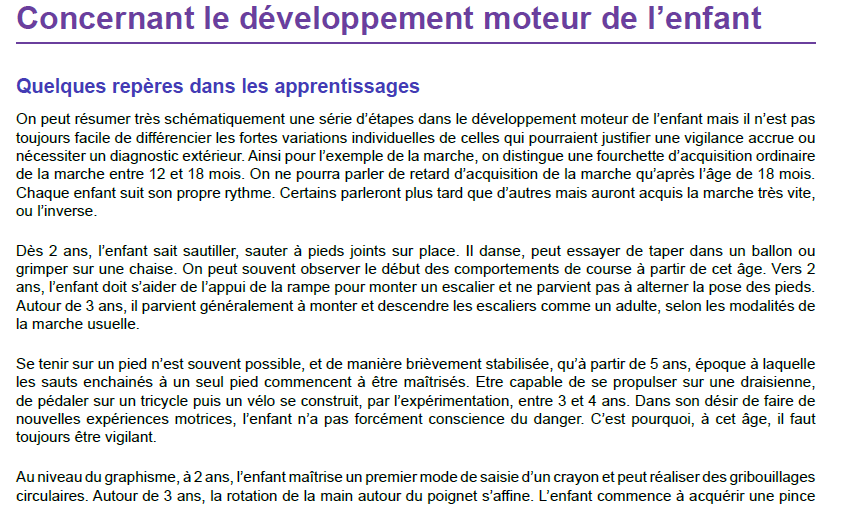 Concernant le développement moteur de l’enfant
Quelques repères dans les apprentissages
On peut résumer très schématiquement une série d’étapes dans le développement moteur de l’enfant mais il n’est pas
toujours facile de différencier les fortes variations individuelles de celles qui pourraient justifier une vigilance accrue ou
nécessiter un diagnostic extérieur. Ainsi pour l’exemple de la marche, on distingue une fourchette d’acquisition ordinaire
de la marche entre 12 et 18 mois. On ne pourra parler de retard d’acquisition de la marche qu’après l’âge de 18 mois.
Chaque enfant suit son propre rythme. Certains parleront plus tard que d’autres mais auront acquis la marche très vite,
ou l’inverse.
Dès 2 ans, l’enfant sait sautiller, sauter à pieds joints sur place. Il danse, peut essayer de taper dans un ballon ou
grimper sur une chaise. On peut souvent observer le début des comportements de course à partir de cet âge. Vers 2
ans, l’enfant doit s’aider de l’appui de la rampe pour monter un escalier et ne parvient pas à alterner la pose des pieds.
Autour de 3 ans, il parvient généralement à monter et descendre les escaliers comme un adulte, selon les modalités de
la marche usuelle.
Se tenir sur un pied n’est souvent possible, et de manière brièvement stabilisée, qu’à partir de 5 ans, époque à laquelle
les sauts enchainés à un seul pied commencent à être maîtrisés. Etre capable de se propulser sur une draisienne,
de pédaler sur un tricycle puis un vélo se construit, par l’expérimentation, entre 3 et 4 ans. Dans son désir de faire de
nouvelles expériences motrices, l’enfant n’a pas forcément conscience du danger. C’est pourquoi, à cet âge, il faut
toujours être vigilant.
Au niveau du graphisme, à 2 ans, l’enfant maîtrise un premier mode de saisie d’un crayon et peut réaliser des gribouillages
circulaires. Autour de 3 ans, la rotation de la main autour du poignet s’affine. L’enfant commence à acquérir une pince